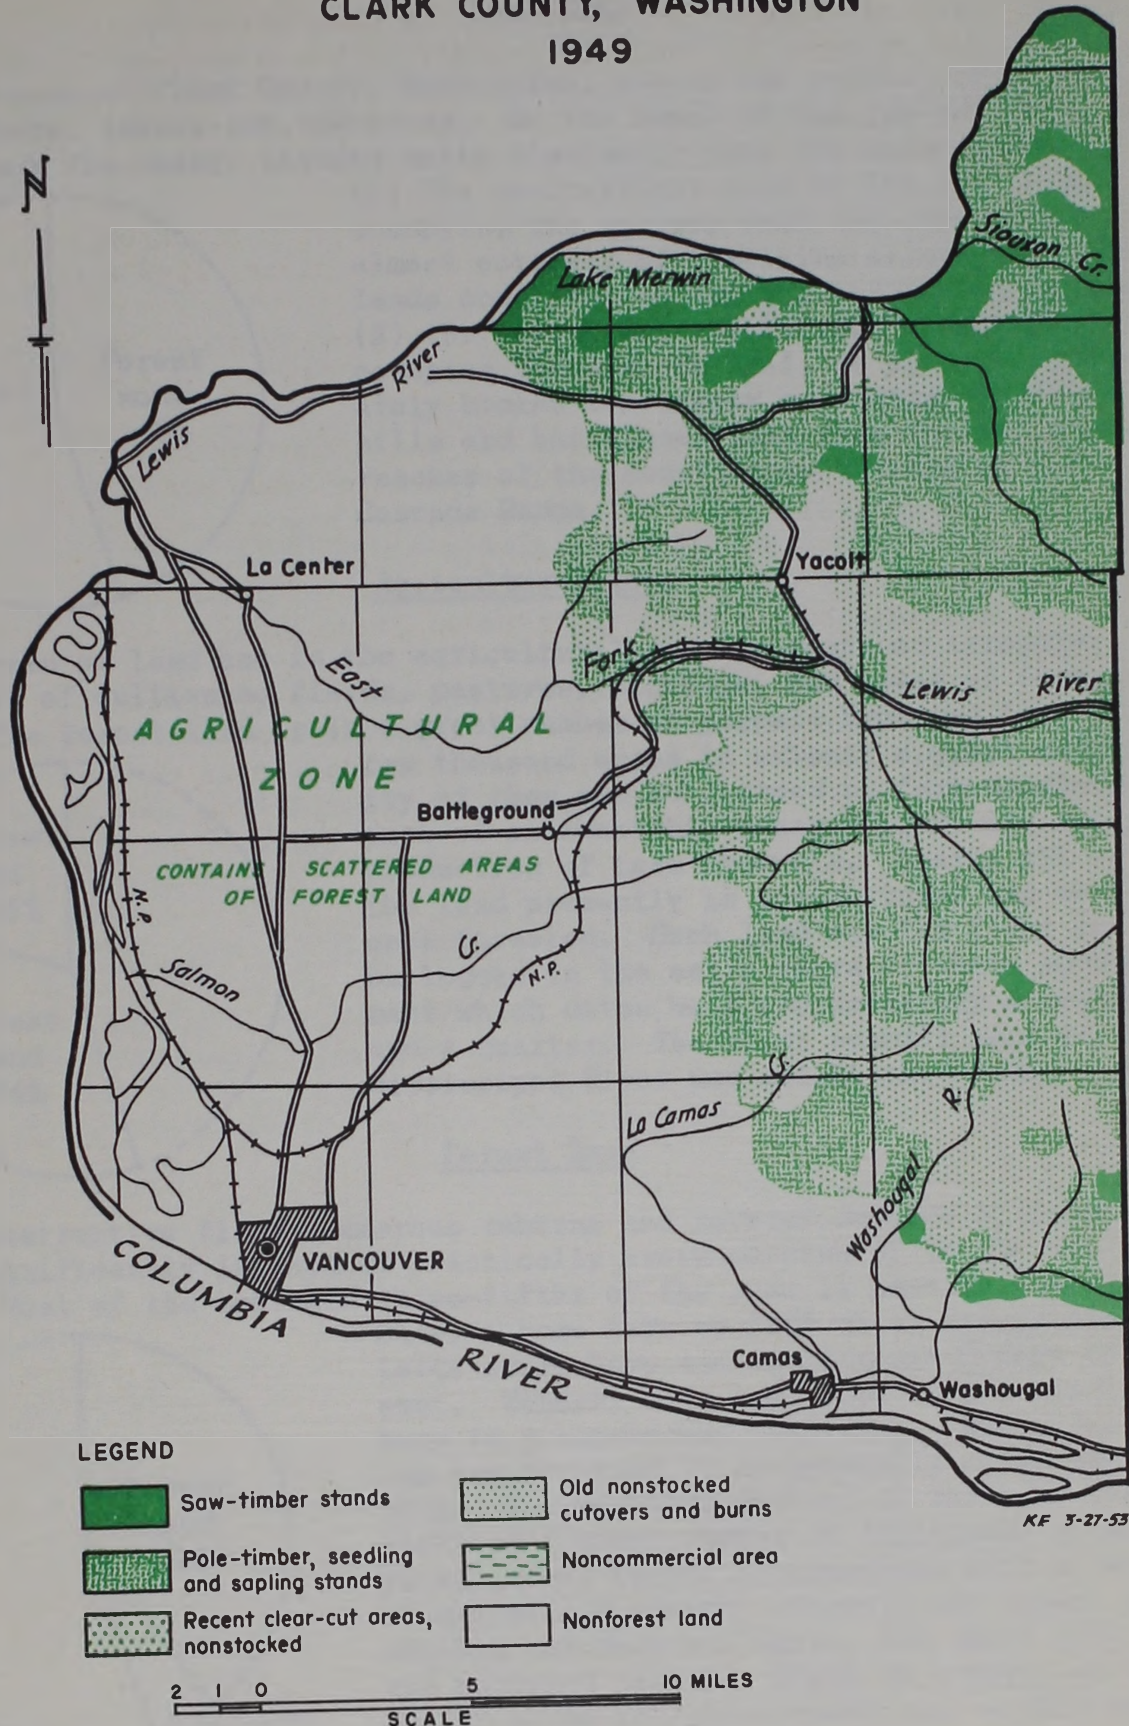 CLARK COUNTY, WASHINGTON
1949
N
Siouxon Cr.
Lake Merwin
River
Lewis
La Center
Yacolt
East
Fork
Lewis River
AGRICULTURAL
ZONE
Battleground
CONTAINS SCATTERED AREAS
OF FOREST LAND
N.P.
Salmon
Cr.
N.P.
Cr.
La Camas
R.
Washougal
VANCOUVER
COLUMBIA
RIVER
Camas
Washougal
LEGEND
Saw-timber stands
Pole-timber, seedling
and sapling stands
Recent clear-cut areas,
nonstocked
Old nonstocked
cutovers and burns
Noncommercial area
Nonforest land
KF 3-27-53
2 1 0 5 10 MILES
SCALE